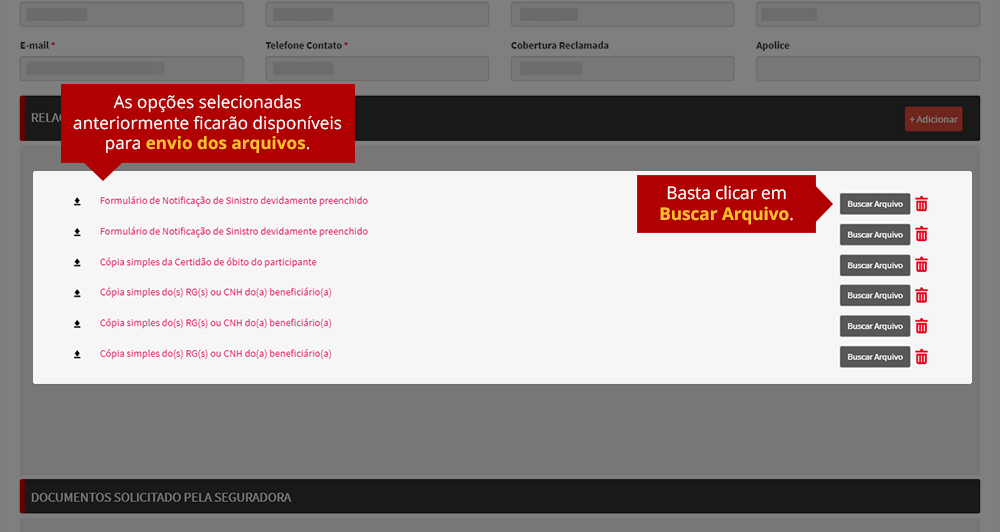 E-mail *
Telefone Contato *
Cobertura Reclamada
Apolice
RELAC
+ Adicionar
As opções selecionadas
anteriormente ficarão disponíveis
para envio dos arquivos.
Formulário de Notificação de Sinistro devidamente preenchido
Buscar Arquivo
Basta clicar em
Buscar Arquivo.
Formulário de Notificação de Sinistro devidamente preenchido
Buscar Arquivo
Cópia simples da Certidão de óbito do participante
Buscar Arquivo
Cópia simples do(s) RG(s) ou CNH do(a) beneficiário(a)
Buscar Arquivo
Cópia simples do(s) RG(s) ou CNH do(a) beneficiário(a)
Buscar Arquivo
Cópia simples do(s) RG(s) ou CNH do(a) beneficiário(a)
Buscar Arquivo
DOCUMENTOS SOLICITADO PELA SEGURADORA